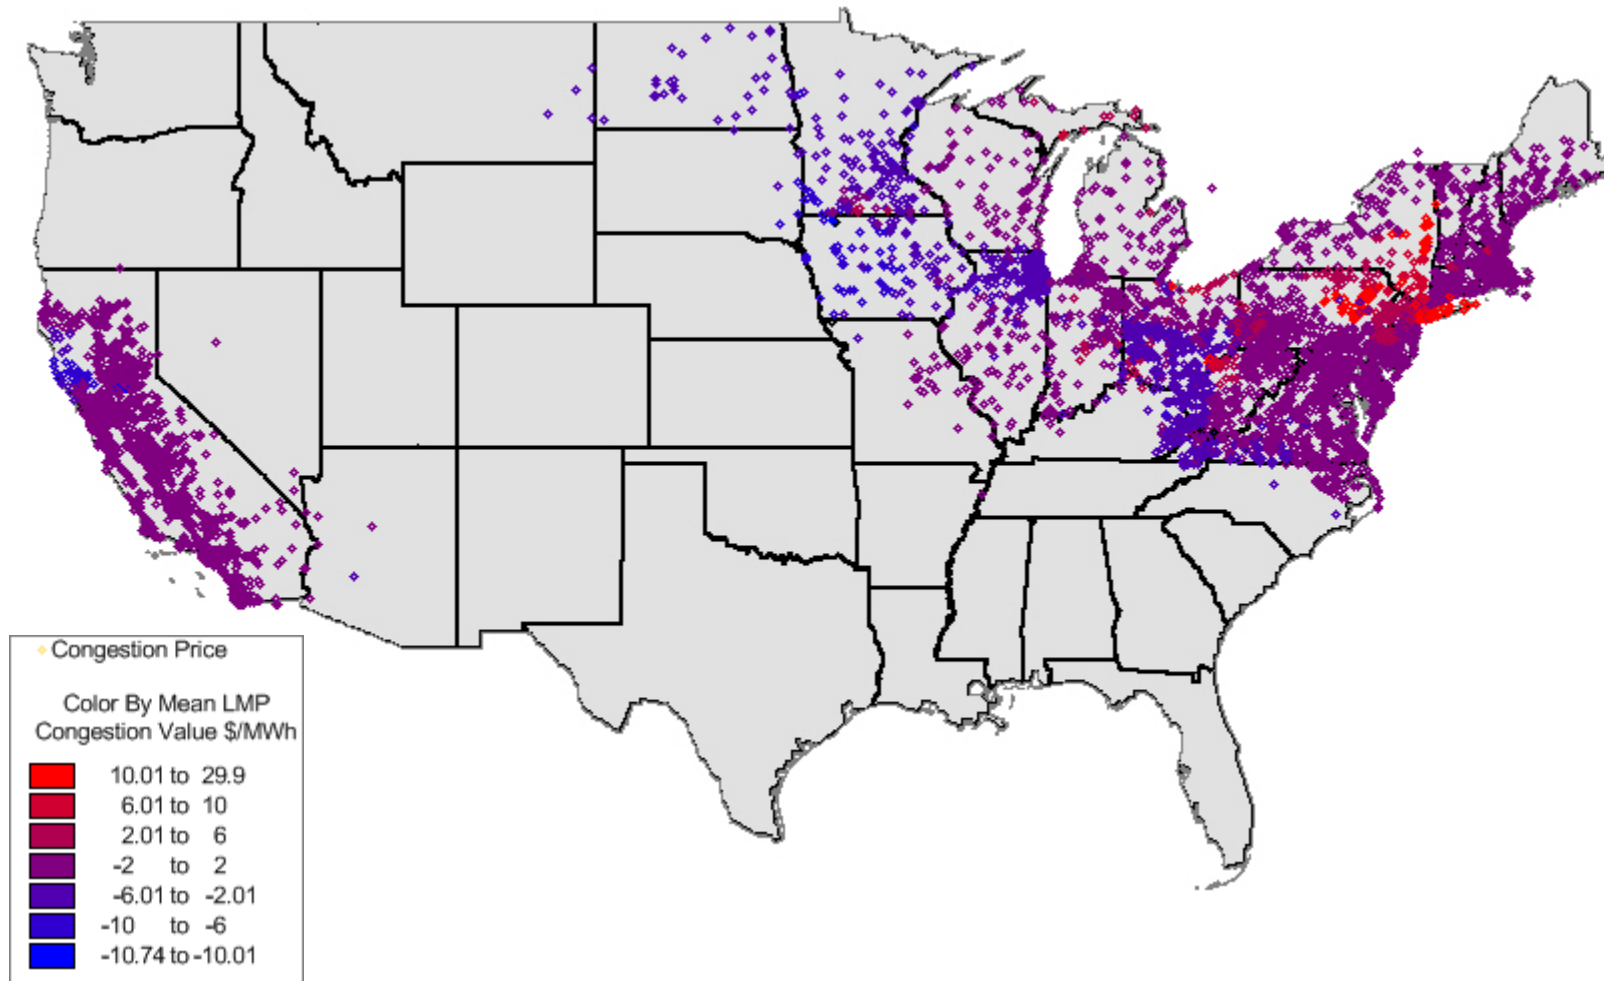 Congestion Price
Color By Mean LMP
Congestion Value $/MWh
10.01 to 29.9
6.01 to 10
2.01 to 6
-2 to 2
-6.01 to -2.01
-10 to -6
-10.74 to -10.01